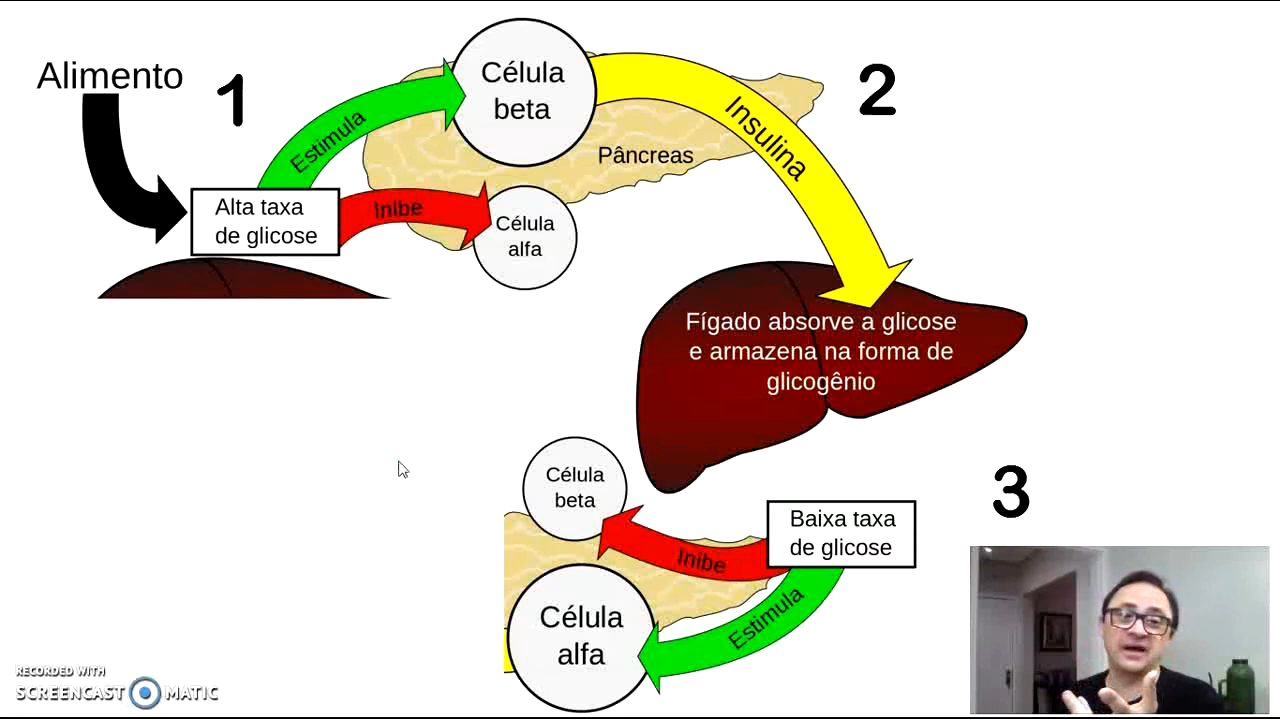 Alimento
1
Estimula
Alta taxa
de glicose
Inibe
Célula
beta
Célula
alfa
Pâncreas
Insulina
2
Fígado absorve a glicose
e armazena na forma de
glicogênio
3
Célula
beta
Baixa taxa
de glicose
Inibe
Estimula
Célula
alfa
RECORDED WITH
SCREENCAST MATIC